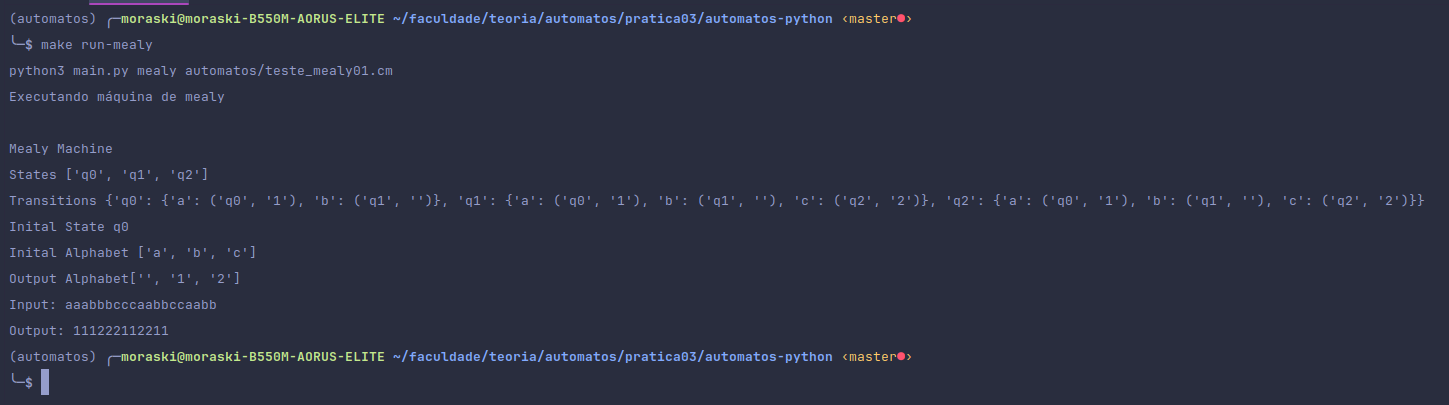 (automatos) ╭─moraski@moraski-B550M-AORUS-ELITE ~/faculdade/teoria/automatos/pratica03/automatos-python ‹master●›
╰─$ make run-mealy
python3 main.py mealy automatos/teste_mealy01.cm
Executando máquina de mealy
Mealy Machine
States ['q0', 'q1', 'q2']
Transitions {'q0': {'a': ('q0', '1'), 'b': ('q1', '')}, 'q1': {'a': ('q0', '1'), 'b': ('q1', ''), 'c': ('q2', '2')}, 'q2': {'a': ('q0', '1'), 'b': ('q1', ''), 'c': ('q2', '2')}}
Inital State q0
Inital Alphabet ['a', 'b', 'c']
Output Alphabet['', '1', '2']
Input: aaabbbcccaabbccaabb
Output: 111222112211
(automatos) ╭─moraski@moraski-B550M-AORUS-ELITE ~/faculdade/teoria/automatos/pratica03/automatos-python ‹master●›
╰─$